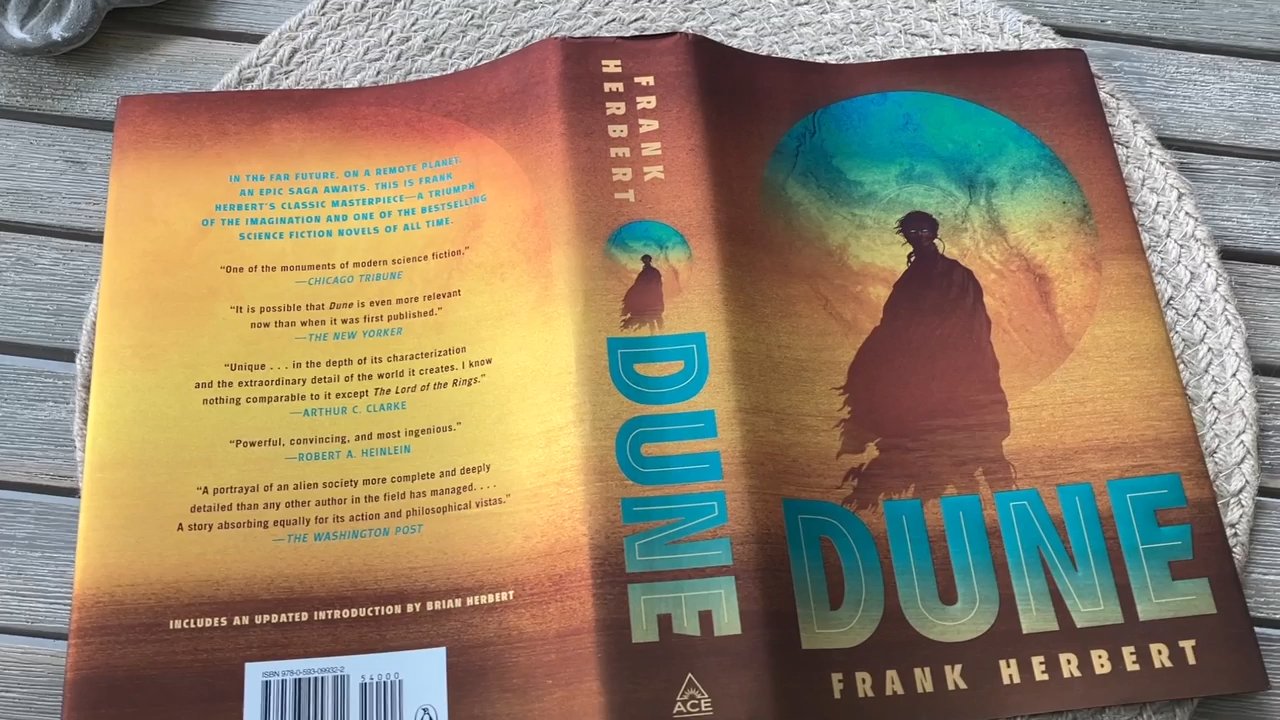 IN THE FAR FUTURE, ON A REMOTE PLANET,
AN EPIC SAGA AWAITS. THIS IS FRANK
HERBERT'S CLASSIC MASTERPIECE—A TRIUMPH
OF THE IMAGINATION AND ONE OF THE BESTSELLING
SCIENCE FICTION NOVELS OF ALL TIME.
"One of the monuments of modern science fiction."
—CHICAGO TRIBUNE
"It is possible that Dune is even more relevant
now than when it was first published."
—THE NEW YORKER
"Unique . . . in the depth of its characterization
and the extraordinary detail of the world it creates. I know
nothing comparable to it except The Lord of the Rings."
—ARTHUR C. CLARKE
"Powerful, convincing, and most ingenious."
—ROBERT A. HEINLEIN
"A portrayal of an alien society more complete and deeply
detailed than any other author in the field has managed. . . .
A story absorbing equally for its action and philosophical vistas."
—THE WASHINGTON POST
INCLUDES AN UPDATED INTRODUCTION BY BRIAN HERBERT
ISBN 978-0-593-09932-2
54000
FRANK
HERBERT
DUNE
ACE
DUNE
FRANK HERBERT